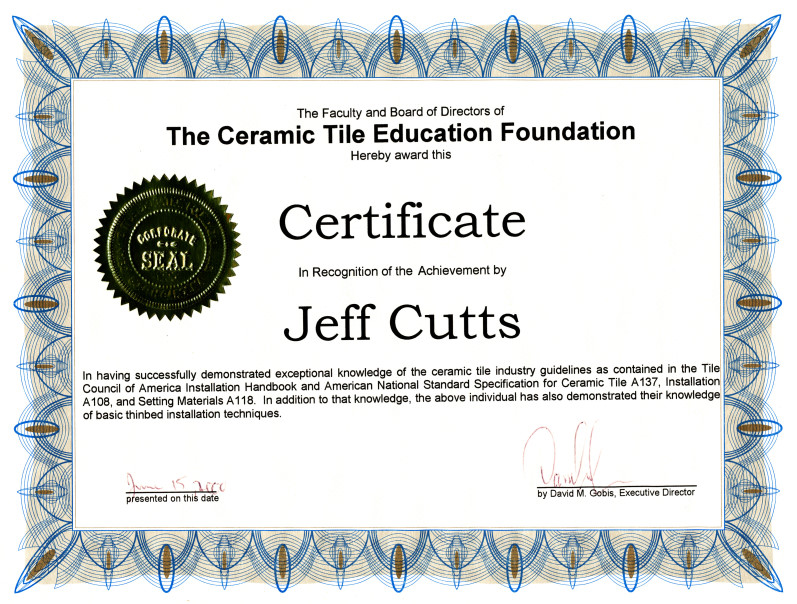 The Faculty and Board of Directors of
The Ceramic Tile Education Foundation
Hereby award this
Certificate
CORPORATE
SEAL
In Recognition of the Achievement by
Jeff Cutts
In having successfully demonstrated exceptional knowledge of the ceramic tile industry guidelines as contained in the Tile
Council of America Installation Handbook and American National Standard Specification for Ceramic Tile A137, Installation
A108, and Setting Materials A118.  In addition to that knowledge, the above individual has also demonstrated their knowledge
of basic thinbed installation techniques.
June 15 2000
presented on this date
by David M. Gobis, Executive Director